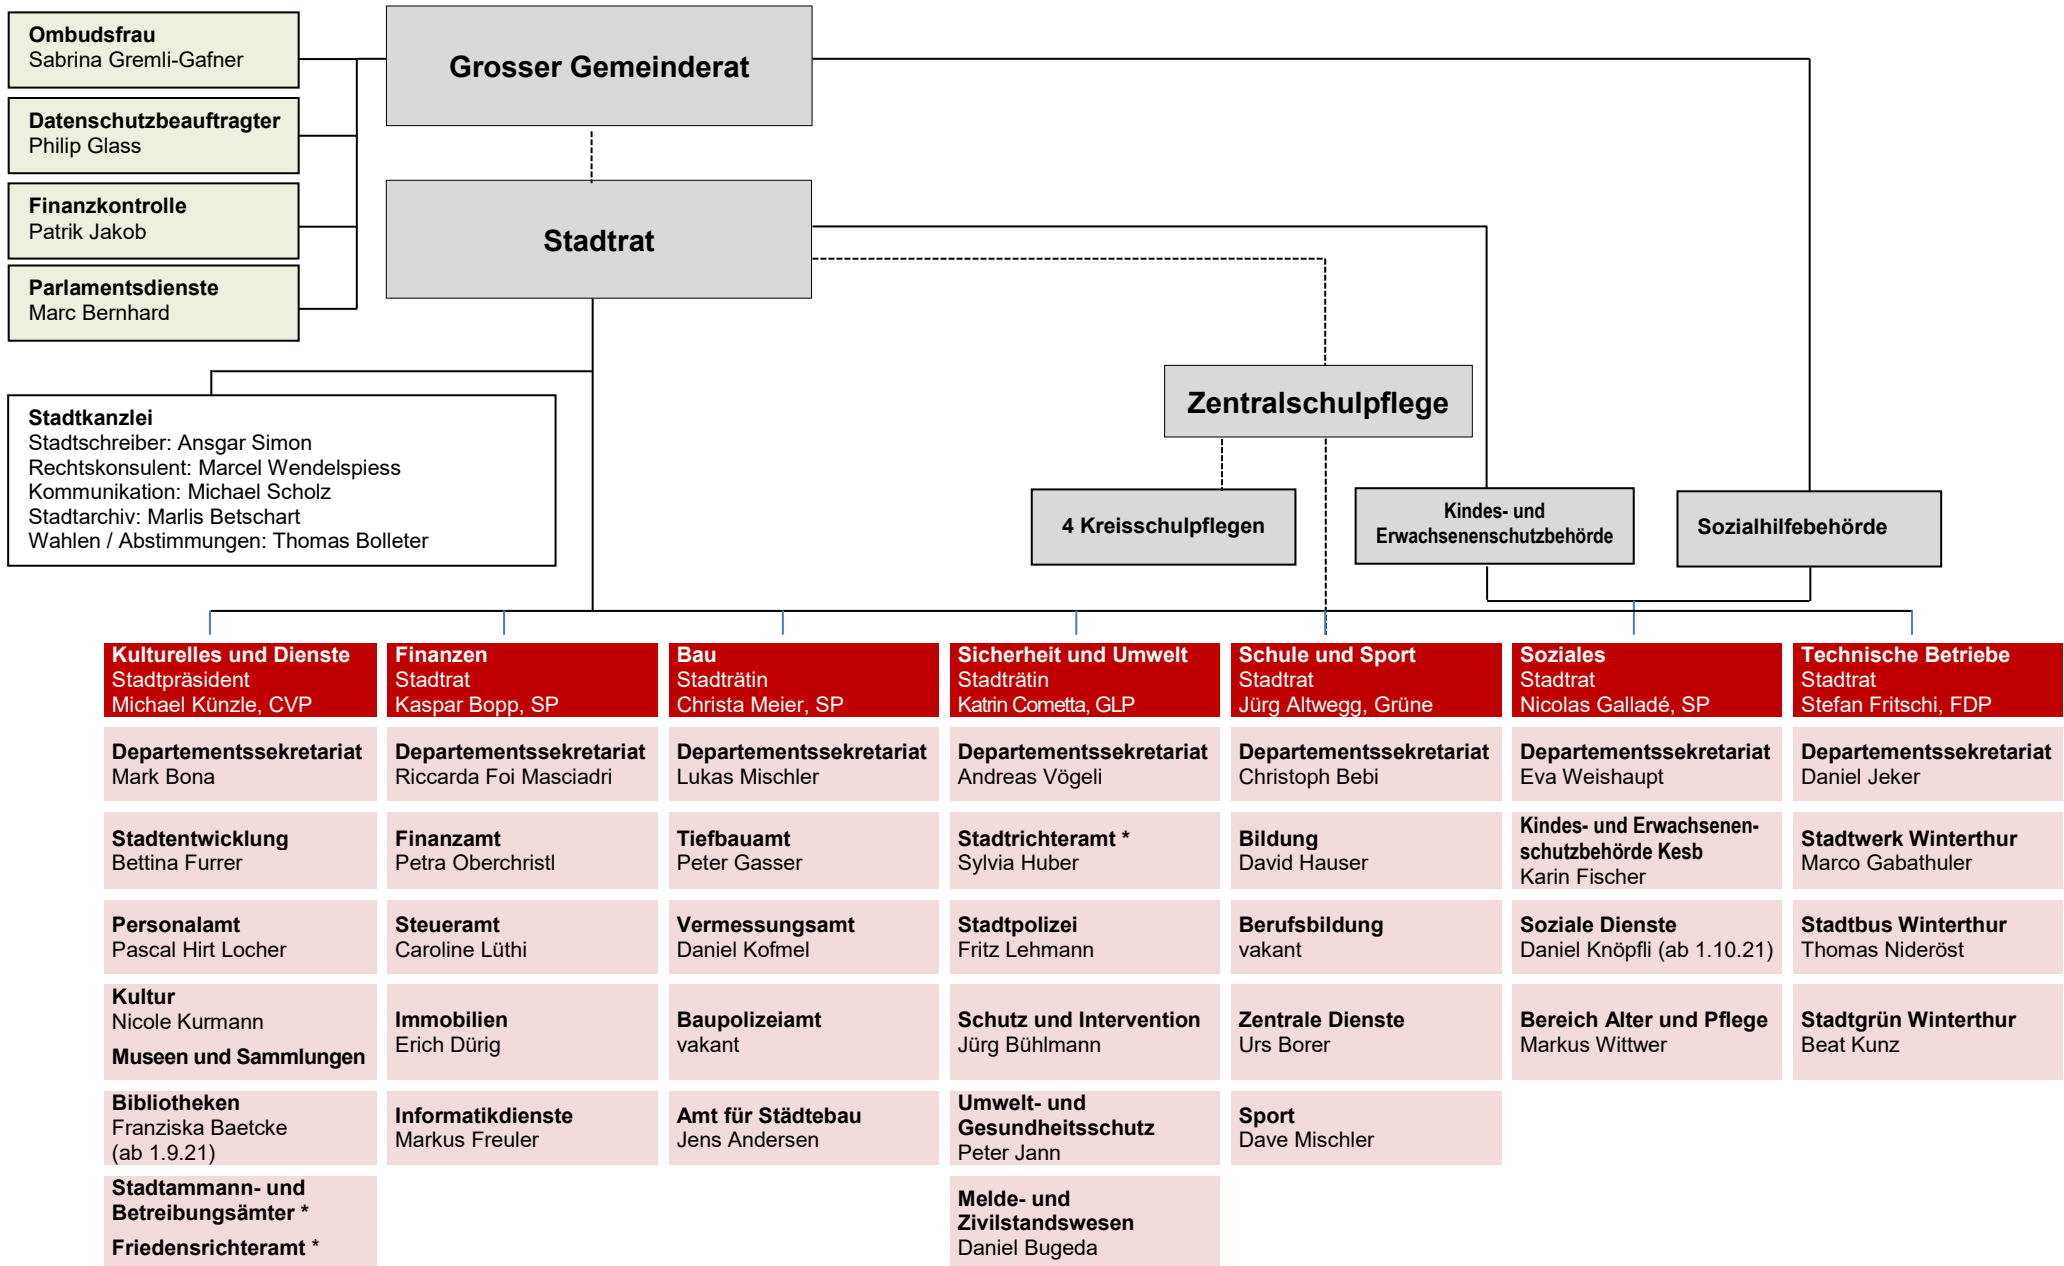 Ombudsfrau
Sabrina Gremli-Gafner
Datenschutzbeauftragter
Philip Glass
Finanzkontrolle
Patrik Jakob
Parlamentsdienste
Marc Bernhard
Grosser Gemeinderat
Stadtrat
Stadtkanzlei
Stadtschreiber: Ansgar Simon
Rechtskonsulent: Marcel Wendelspiess
Kommunikation: Michael Scholz
Stadtarchiv: Marlis Betschart
Wahlen / Abstimmungen: Thomas Bolleter
Zentralschulpflege
4 Kreisschulpflegen
Kindes- und
Erwachsenenschutzbehörde
Sozialhilfebehörde
Kulturelles und Dienste
Stadtpräsident
Michael Künzle, CVP
Departementssekretariat
Mark Bona
Stadtentwicklung
Bettina Furrer
Personalamt
Pascal Hirt Locher
Kultur
Nicole Kurmann
Museen und Sammlungen
Bibliotheken
Franziska Baetcke
(ab 1.9.21)
Stadtammann- und
Betreibungsämter *
Friedensrichteramt *
Finanzen
Stadtrat
Kaspar Bopp, SP
Departementssekretariat
Riccarda Foi Masciadri
Finanzamt
Petra Oberchristl
Steueramt
Caroline Lüthi
Immobilien
Erich Dürig
Informatikdienste
Markus Freuler
Bau
Stadträtin
Christa Meier, SP
Departementssekretariat
Lukas Mischler
Tiefbauamt
Peter Gasser
Vermessungsamt
Daniel Kofmel
Baupolizeiamt
vakant
Amt für Städtebau
Jens Andersen
Sicherheit und Umwelt
Stadträtin
Katrin Cometta, GLP
Departementssekretariat
Andreas Vögeli
Stadtrichteramt *
Sylvia Huber
Stadtpolizei
Fritz Lehmann
Schutz und Intervention
Jürg Bühlmann
Umwelt- und
Gesundheitsschutz
Peter Jann
Melde- und
Zivilstandswesen
Daniel Bugeda
Schule und Sport
Stadtrat
Jürg Altwegg, Grüne
Departementssekretariat
Christoph Bebi
Bildung
David Hauser
Berufsbildung
vakant
Zentrale Dienste
Urs Borer
Sport
Dave Mischler
Soziales
Stadtrat
Nicolas Galladé, SP
Departementssekretariat
Eva Weishaupt
Kindes- und Erwachsenen-
schutzbehörde Kesb
Karin Fischer
Soziale Dienste
Daniel Knöpfli (ab 1.10.21)
Bereich Alter und Pflege
Markus Wittwer
Technische Betriebe
Stadtrat
Stefan Fritschi, FDP
Departementssekretariat
Daniel Jeker
Stadtwerk Winterthur
Marco Gabathuler
Stadtbus Winterthur
Thomas Nideröst
Stadtgrün Winterthur
Beat Kunz